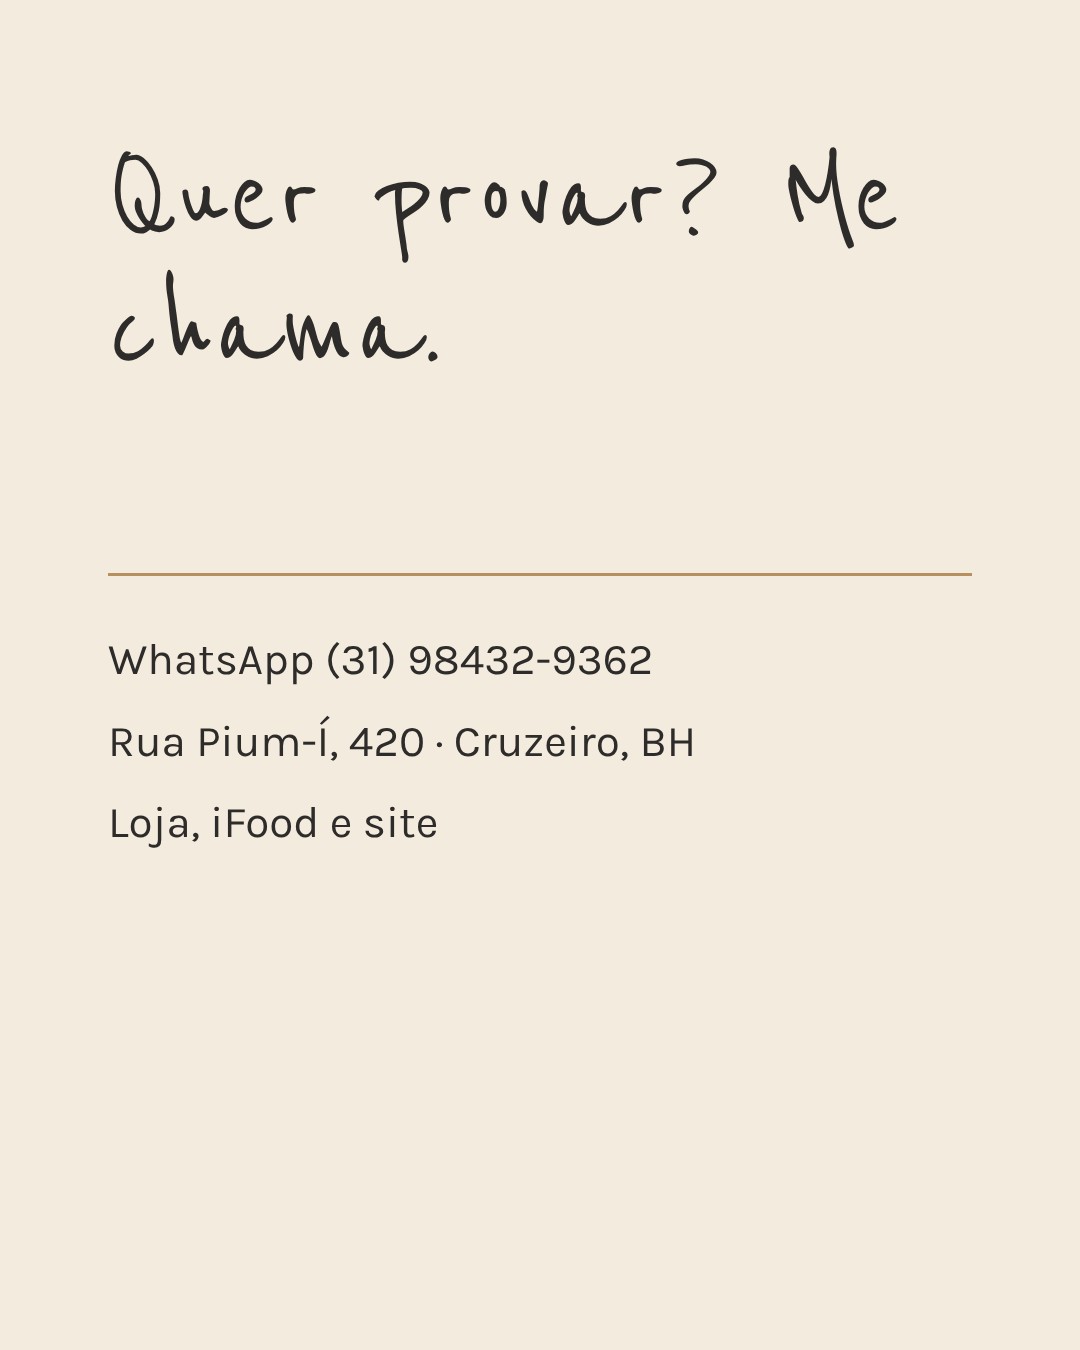 Quer provar? Me
chama.
WhatsApp (31) 98432-9362
Rua Pium-Í, 420 · Cruzeiro, BH
Loja, iFood e site